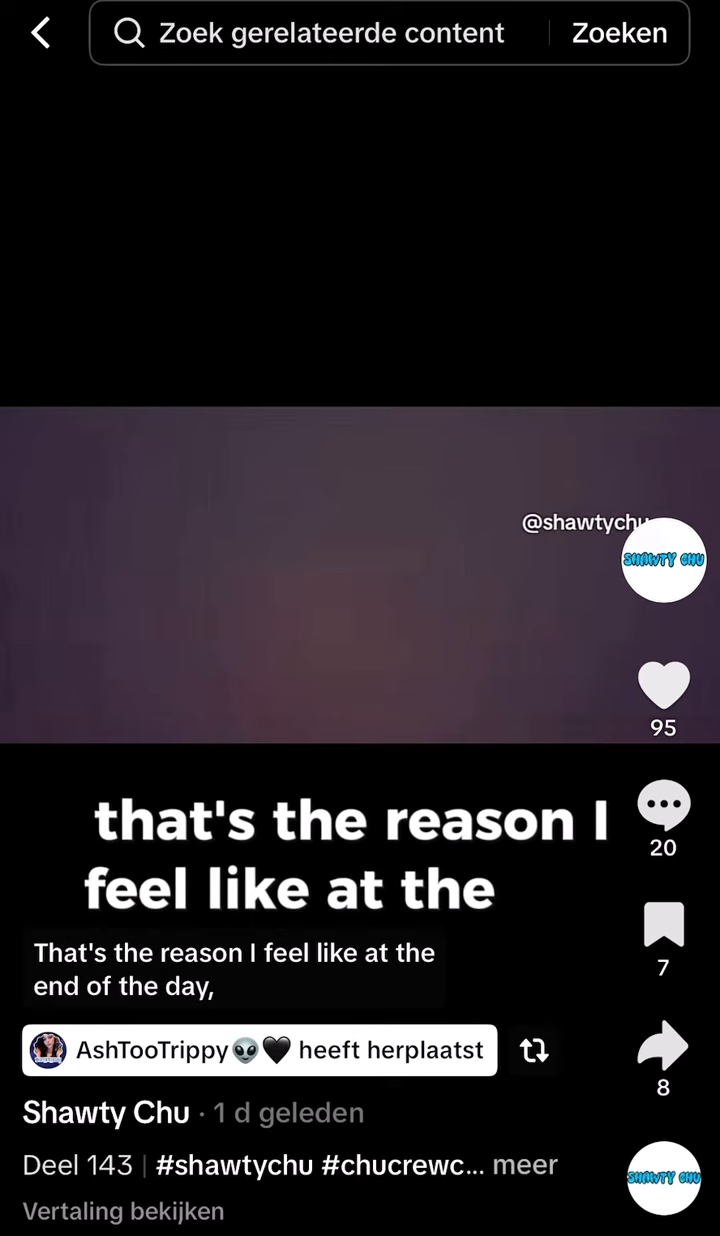 Zoek gerelateerde content
Zoeken
@shawtychu
SHAWTY CHU
95
20
that's the reason I
feel like at the
That's the reason I feel like at the
end of the day,
7
AshTooTrippy👽🖤 heeft herplaatst
8
Shawty Chu · 1 d geleden
Deel 143 | #shawtychu #chucrewc... meer
SHAWTY CHU
Vertaling bekijken